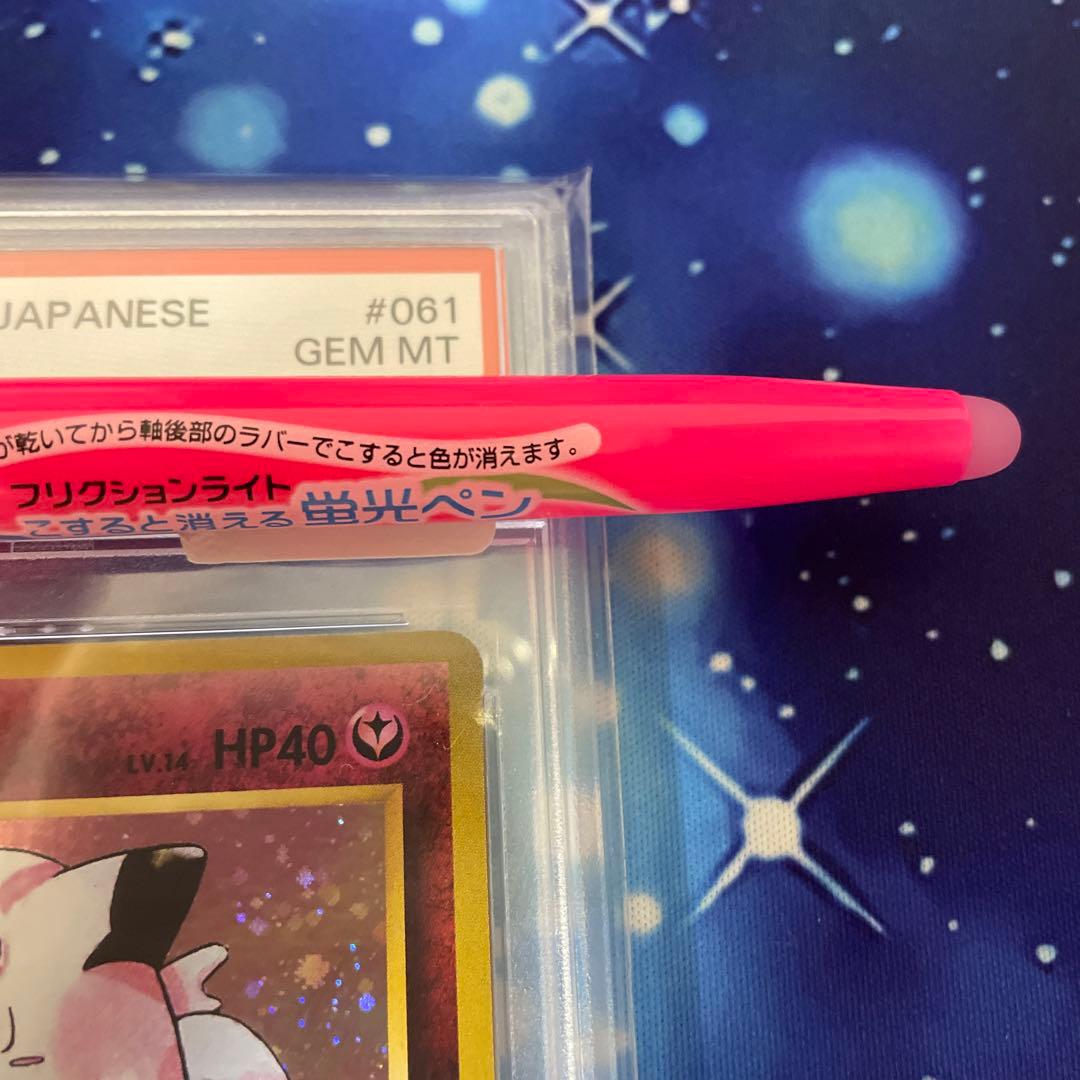 JAPANESE #061
GEM MT
が乾いてから軸後部のラバーでこすると色が消えます。
フリクションライト
こすると消える蛍光ペン
LV.14 HP40